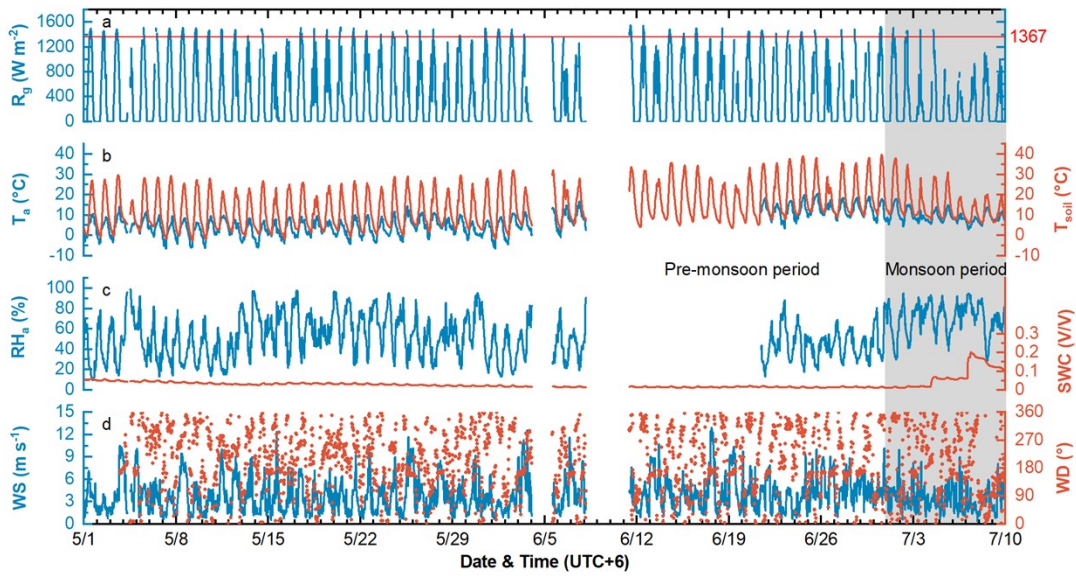 a
1600
1200
800
400
0
R_g (W m⁻²)
1367
b
40
30
20
10
0
-10
T_a (°C)
40
30
20
10
0
-10
T_soil (°C)
Pre-monsoon period
Monsoon period
c
100
80
60
40
20
0
RH_a (%)
0.3
0.2
0.1
0
SWC (V/V)
d
15
12
9
6
3
0
WS (m s⁻¹)
360
270
180
90
0
WD (°)
5/1 5/8 5/15 5/22 5/29 6/5 6/12 6/19 6/26 7/3 7/10
Date & Time (UTC+6)